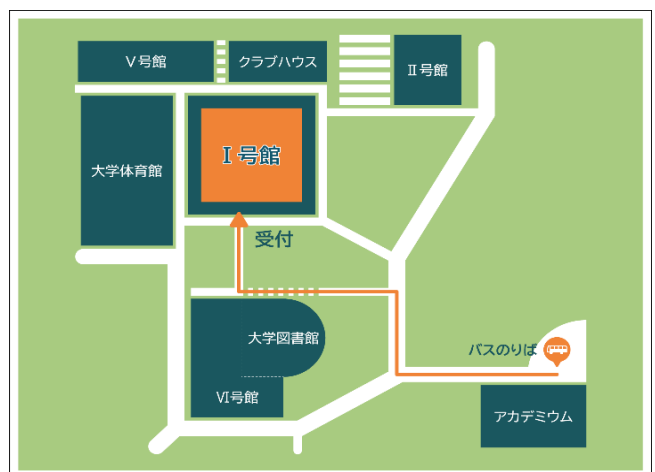 Ⅴ号館
クラブハウス
Ⅱ号館
大学体育館
Ⅰ号館
受付
大学図書館
バスのりば
Ⅵ号館
アカデミウム